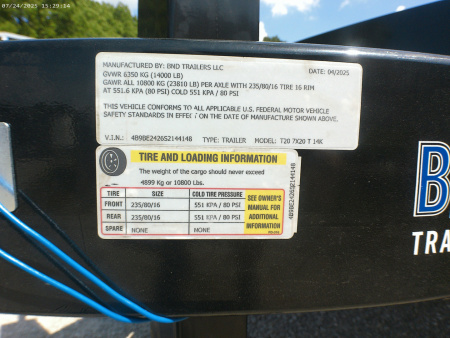 07/24/2025 15:29:14
MANUFACTURED BY: BND TRAILERS LLC
DATE: 04/2025
GVWR 6350 KG (14000 LB)
GAWR ALL 10800 KG (23810 LB) PER AXLE WITH 235/80/16 TIRE 16 RIM
AT 551.6 KPA (80 PSI) COLD 551 KPA / 80 PSI
THIS VEHICLE CONFORMS TO ALL APPLICABLE U.S. FEDERAL MOTOR VEHICLE
SAFETY STANDARDS IN EFFECT ON THE DATE OF MANUFACTURE SHOWN ABOVE.
V.I.N.: 4B9BE2426S2144148 TYPE: TRAILER MODEL: T20 7X20 T 14K
TIRE AND LOADING INFORMATION
The weight of the cargo should never exceed
4899 Kg or 10800 Lbs.
TIRE SIZE COLD TIRE PRESSURE
FRONT 235/80/16 551 KPA / 80 PSI
REAR 235/80/16 551 KPA / 80 PSI
SPARE NONE NONE
SEE OWNER'S
MANUAL FOR
ADDITIONAL
INFORMATION
4B9BE2426S2144148
B
TRA